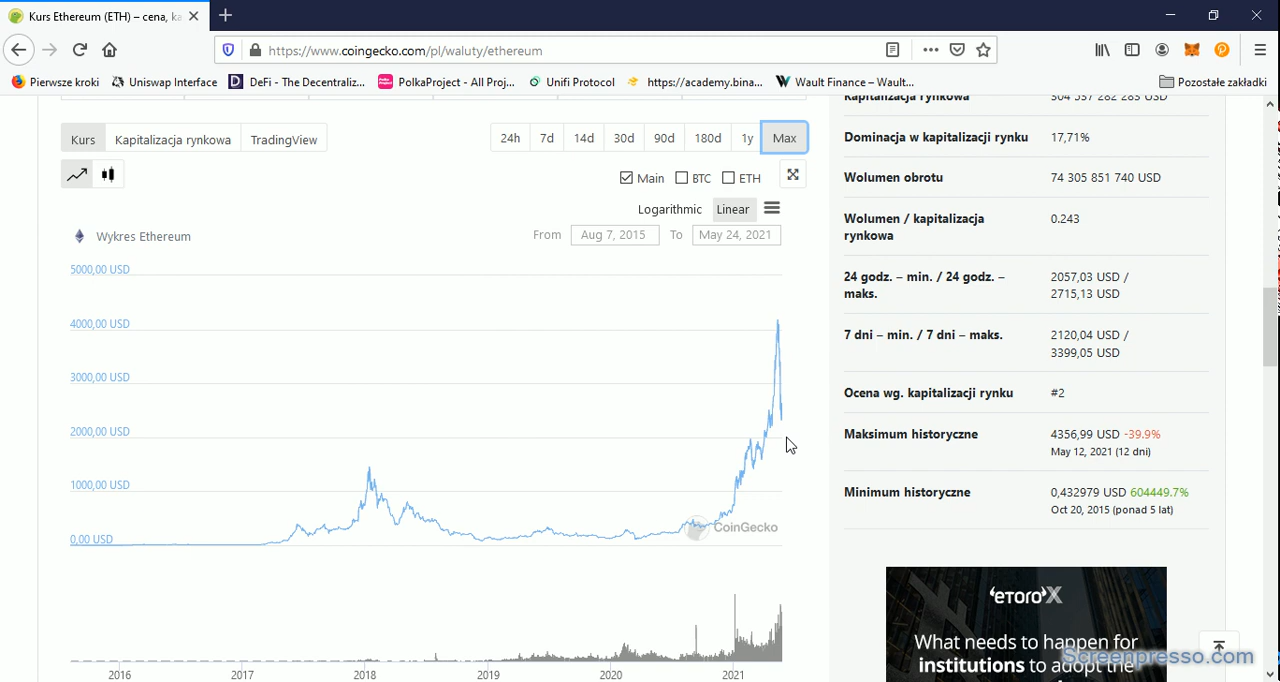 Kurs Ethereum (ETH) – cena, ka
https://www.coingecko.com/pl/waluty/ethereum
Pierwsze kroki
Uniswap Interface
DeFi - The Decentraliz...
PolkaProject - All Proj...
Unifi Protocol
https://academy.bina...
Wault Finance – Wault...
Pozostałe zakładki
Kurs
Kapitalizacja rynkowa
TradingView
24h
7d
14d
30d
90d
180d
1y
Max
Main
BTC
ETH
Logarithmic
Linear
Wykres Ethereum
From
Aug 7, 2015
To
May 24, 2021
5000,00 USD
4000,00 USD
3000,00 USD
2000,00 USD
1000,00 USD
0,00 USD
CoinGecko
2016
2017
2018
2019
2020
2021
Kapitalizacja rynkowa
304 537 282 283 USD
Dominacja w kapitalizacji rynku
17,71%
Wolumen obrotu
74 305 851 740 USD
Wolumen / kapitalizacja
rynkowa
0.243
24 godz. – min. / 24 godz. –
maks.
2057,03 USD /
2715,13 USD
7 dni – min. / 7 dni – maks.
2120,04 USD /
3399,05 USD
Ocena wg. kapitalizacji rynku
#2
Maksimum historyczne
4356,99 USD -39.9%
May 12, 2021 (12 dni)
Minimum historyczne
0,432979 USD 604449.7%
Oct 20, 2015 (ponad 5 lat)
eToroX
What needs to happen for
institutions to adopt the
Screenpresso.com